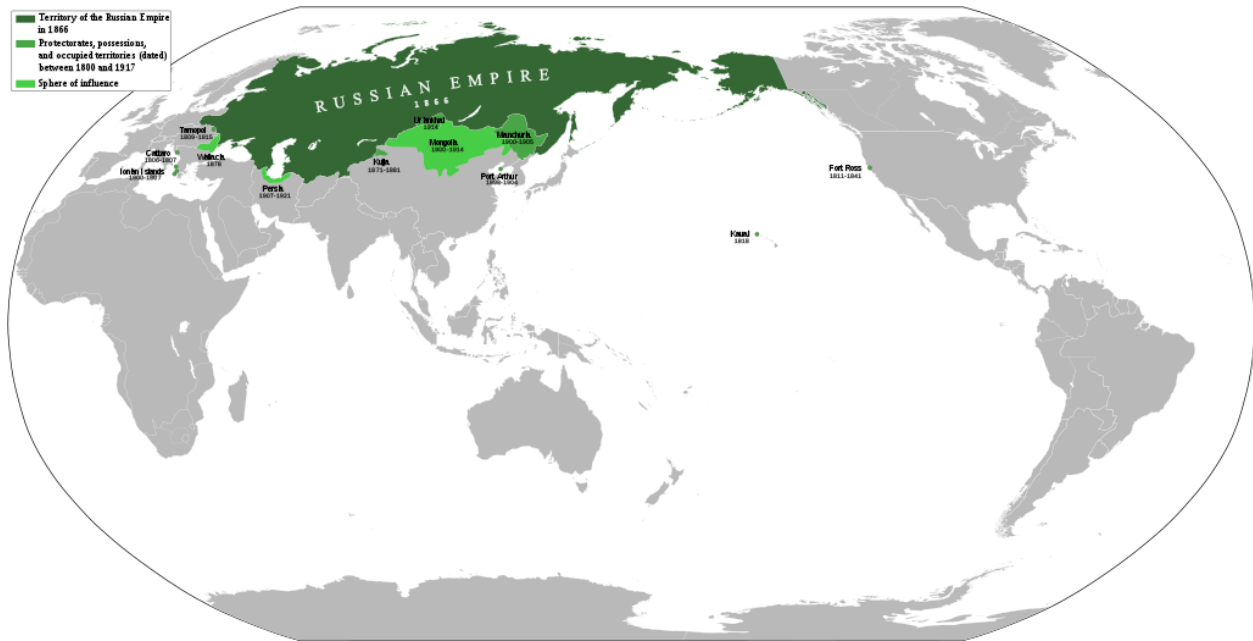 Territory of the Russian Empire
in 1866
Protectorates, possessions,
and occupied territories (dated)
between 1800 and 1917
Sphere of influence
RUSSIAN EMPIRE
1866
Uriankhai
1914
Tarnopol
1809-1815
Manchuria
1900-1905
Mongolia
1900-1914
Cattaro
1806-1807
Wallachia
1878
Kulja
1871-1881
Ionian Islands
1800-1807
Port Arthur
1898-1904
Persia
1907-1921
Fort Ross
1811-1841
Kauai
1818